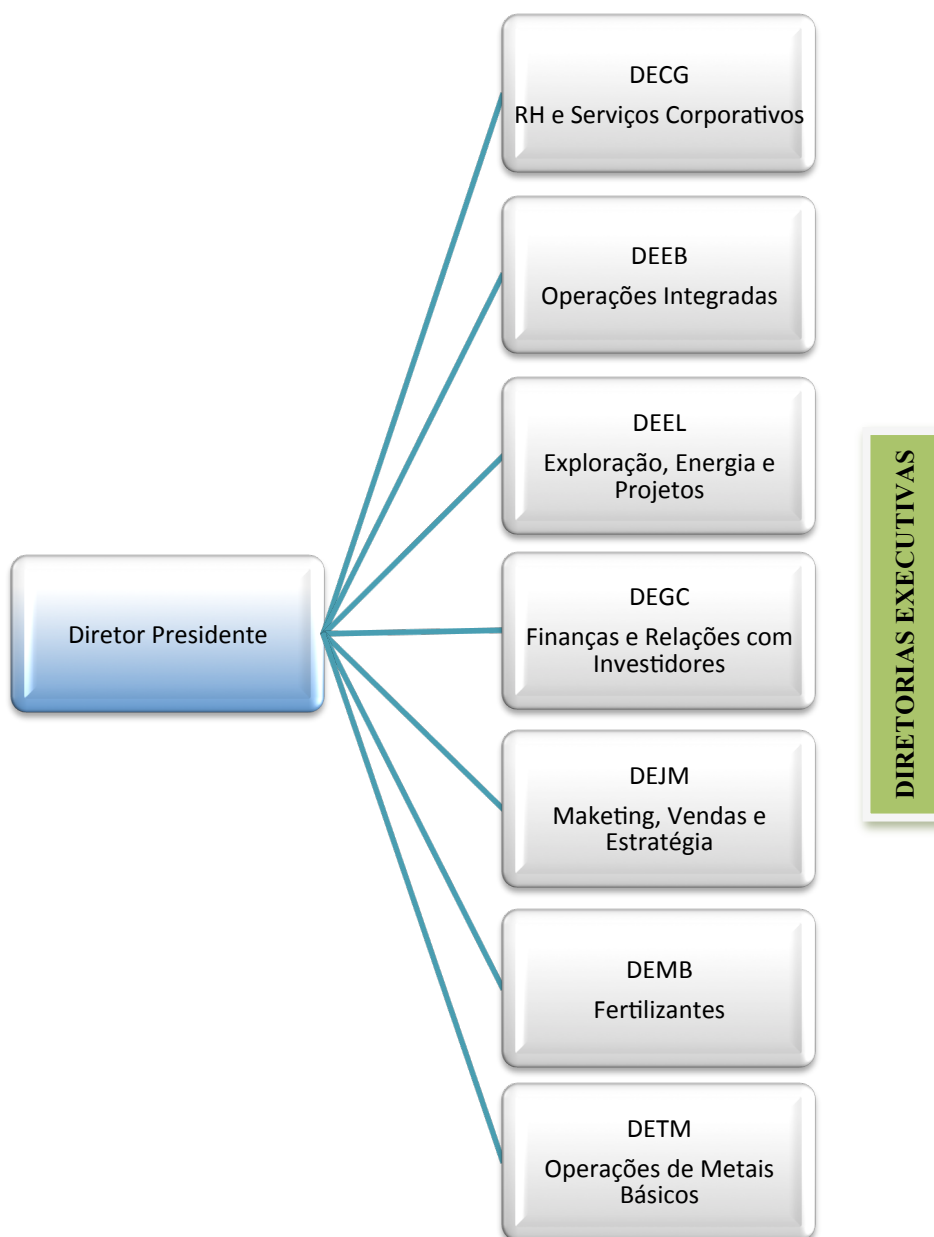 DECG
RH e Serviços Corporativos
DEEB
Operações Integradas
DEEL
Exploração, Energia e
Projetos
Diretor Presidente
DEGC
Finanças e Relações com
Investidores
DEJM
Maketing, Vendas e
Estratégia
DEMB
Fertilizantes
DETM
Operações de Metais
Básicos
DIRETORIAS EXECUTIVAS